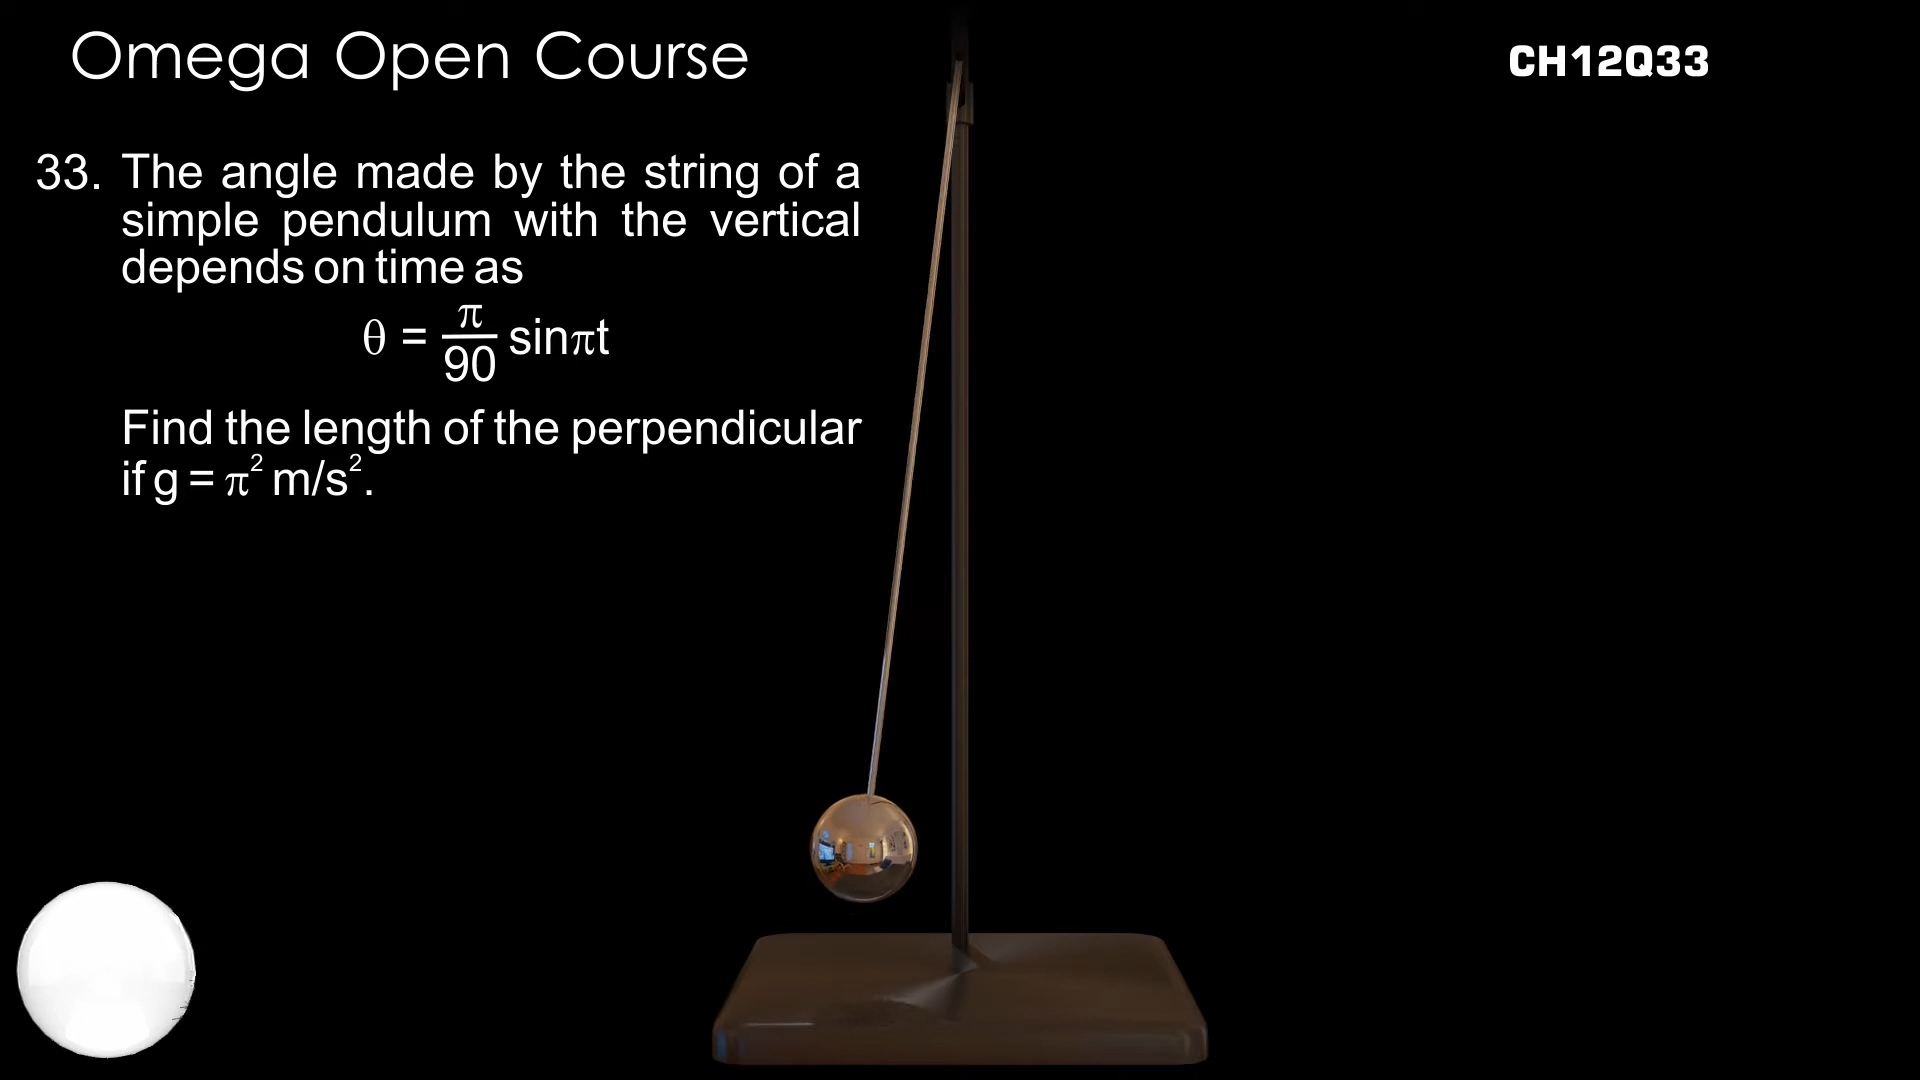 Omega Open Course
CH12Q33
33. The angle made by the string of a
simple pendulum with the vertical
depends on time as
θ = π/90 sinπt
Find the length of the perpendicular
if g = π² m/s².